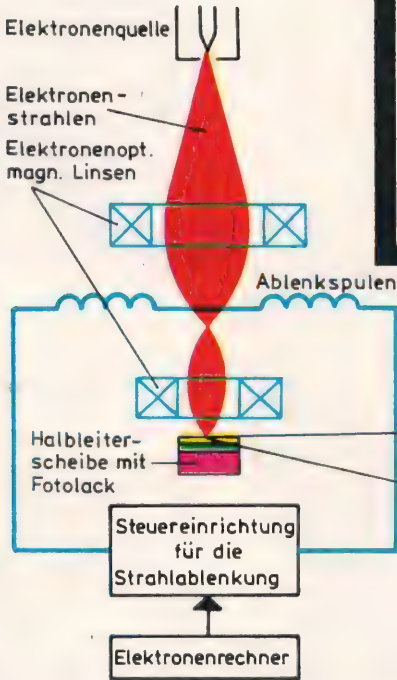 Elektronenquelle
Elektronen-
strahlen
Elektronenopt.
magn. Linsen
Ablenkspulen
Halbleiter-
scheibe mit
Fotolack
Steuereinrichtung
für die
Strahlablenkung
Elektronenrechner